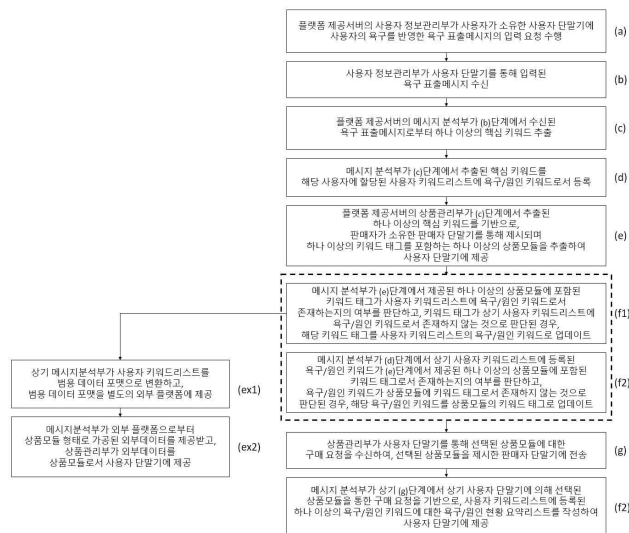 플랫폼 제공서버의 사용자 정보관리부가 사용자가 소유한 사용자 단말기에
사용자의 욕구를 반영한 욕구 표출메시지의 입력 요청 수행
(a)
사용자 정보관리부가 사용자 단말기를 통해 입력된
욕구 표출메시지 수신
(b)
플랫폼 제공서버의 메시지 분석부가 (b)단계에서 수신된
욕구 표출메시지로부터 하나 이상의 핵심 키워드 추출
(c)
메시지 분석부가 (c)단계에서 추출된 핵심 키워드를
해당 사용자에 할당된 사용자 키워드리스트에 욕구/원인 키워드로서 등록
(d)
플랫폼 제공서버의 상품관리부가 (c)단계에서 추출된
하나 이상의 핵심 키워드를 기반으로,
판매자가 소유한 판매자 단말기를 통해 제시되며
하나 이상의 키워드 태그를 포함하는 하나 이상의 상품모듈을 추출하여
사용자 단말기에 제공
(e)
메시지 분석부가 (e)단계에서 제공된 하나 이상의 상품모듈에 포함된
키워드 태그가 사용자 키워드리스트에 욕구/원인 키워드로서
존재하는지의 여부를 판단하고, 키워드 태그가 상기 사용자 키워드리스트에
욕구/원인 키워드로서 존재하지 않는 것으로 판단된 경우,
해당 키워드 태그를 사용자 키워드리스트의 키워드로 업데이트
(f1)
메시지 분석부가 (d)단계에서 상기 사용자 키워드리스트에 등록된
욕구/원인 키워드가 (e)단계에서 제공된 하나 이상의 상품모듈에 포함된
키워드 태그로서 존재하는지의 여부를 판단하고,
욕구/원인 키워드가 상품모듈에 키워드 태그로서 존재하지 않는 것으로
판단된 경우, 해당 욕구/원인 키워드를 상품모듈의 키워드 태그로 업데이트
(f2)
상기 메시지분석부가 사용자 키워드리스트를
범용 데이터 포맷으로 변환하고,
범용 데이터 포맷을 별도의 외부 플랫폼에 제공
(ex1)
메시지분석부가 외부 플랫폼으로부터
상품모듈 형태로 가공된 외부데이터를 제공받고,
상품관리부가 외부데이터를
상품모듈로서 사용자 단말기에 제공
(ex2)
상품관리부가 사용자 단말기를 통해 선택된 상품모듈에 대한
구매 요청을 수신하여, 선택된 상품모듈을 제시한 판매자 단말기에 전송
(g)
메시지 분석부가 상기 (g)단계에서 상기 사용자 단말기에 의해 선택된
상품모듈을 통한 구매 요청을 기반으로, 사용자 키워드리스트에 등록된
하나 이상의 욕구/원인 키워드에 대한 욕구/원인 현황 요약리스트를 작성하여
사용자 단말기에 제공
(f2)